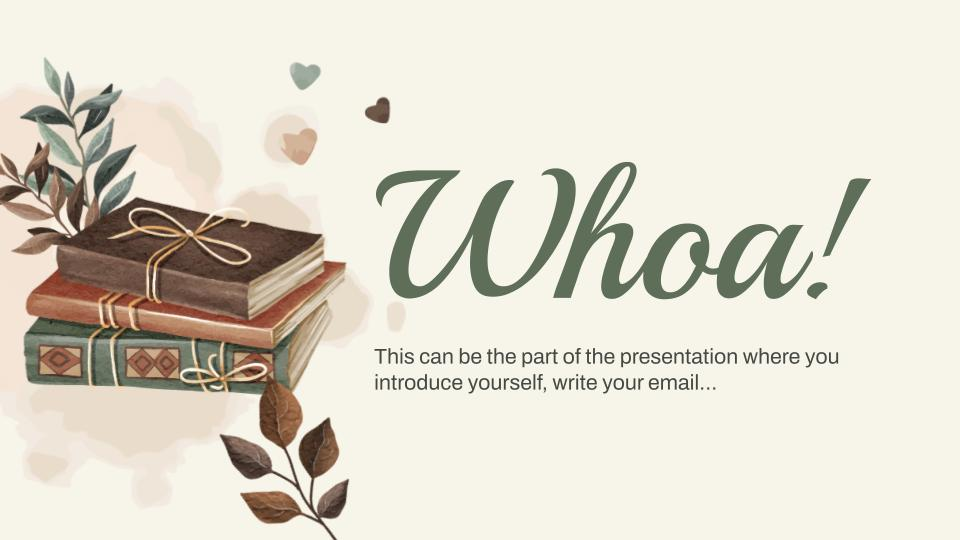 Whoa!
This can be the part of the presentation where you
introduce yourself, write your email…